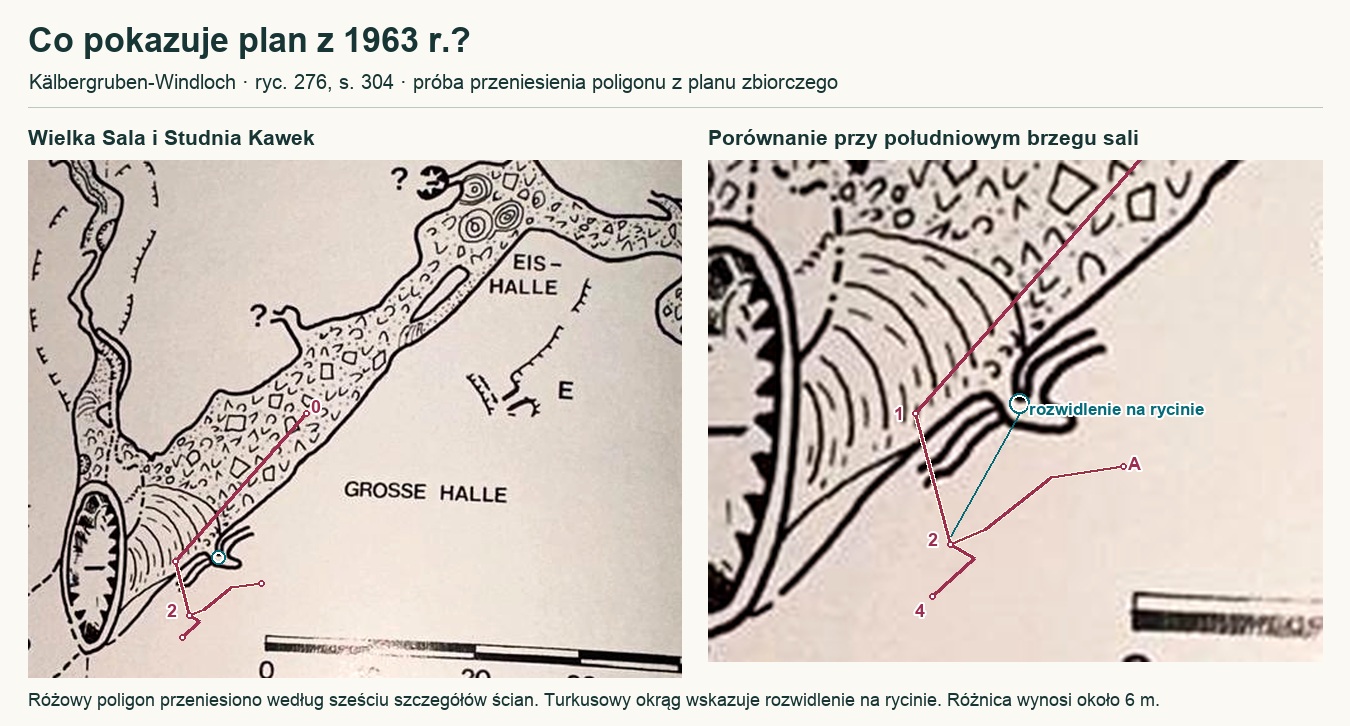 Co pokazuje plan z 1963 r.?
Kälbergruben-Windloch · ryc. 276, s. 304 · próba przeniesienia poligonu z planu zbiorczego
Wielka Sala i Studnia Kawek
Porównanie przy południowym brzegu sali
?
EIS-
HALLE
?
E
0
GROSSE HALLE
2
0
20
1
rozwidlenie na rycinie
A
2
4
Różowy poligon przeniesiono według sześciu szczegółów ścian. Turkusowy okrąg wskazuje rozwidlenie na rycinie. Różnica wynosi około 6 m.